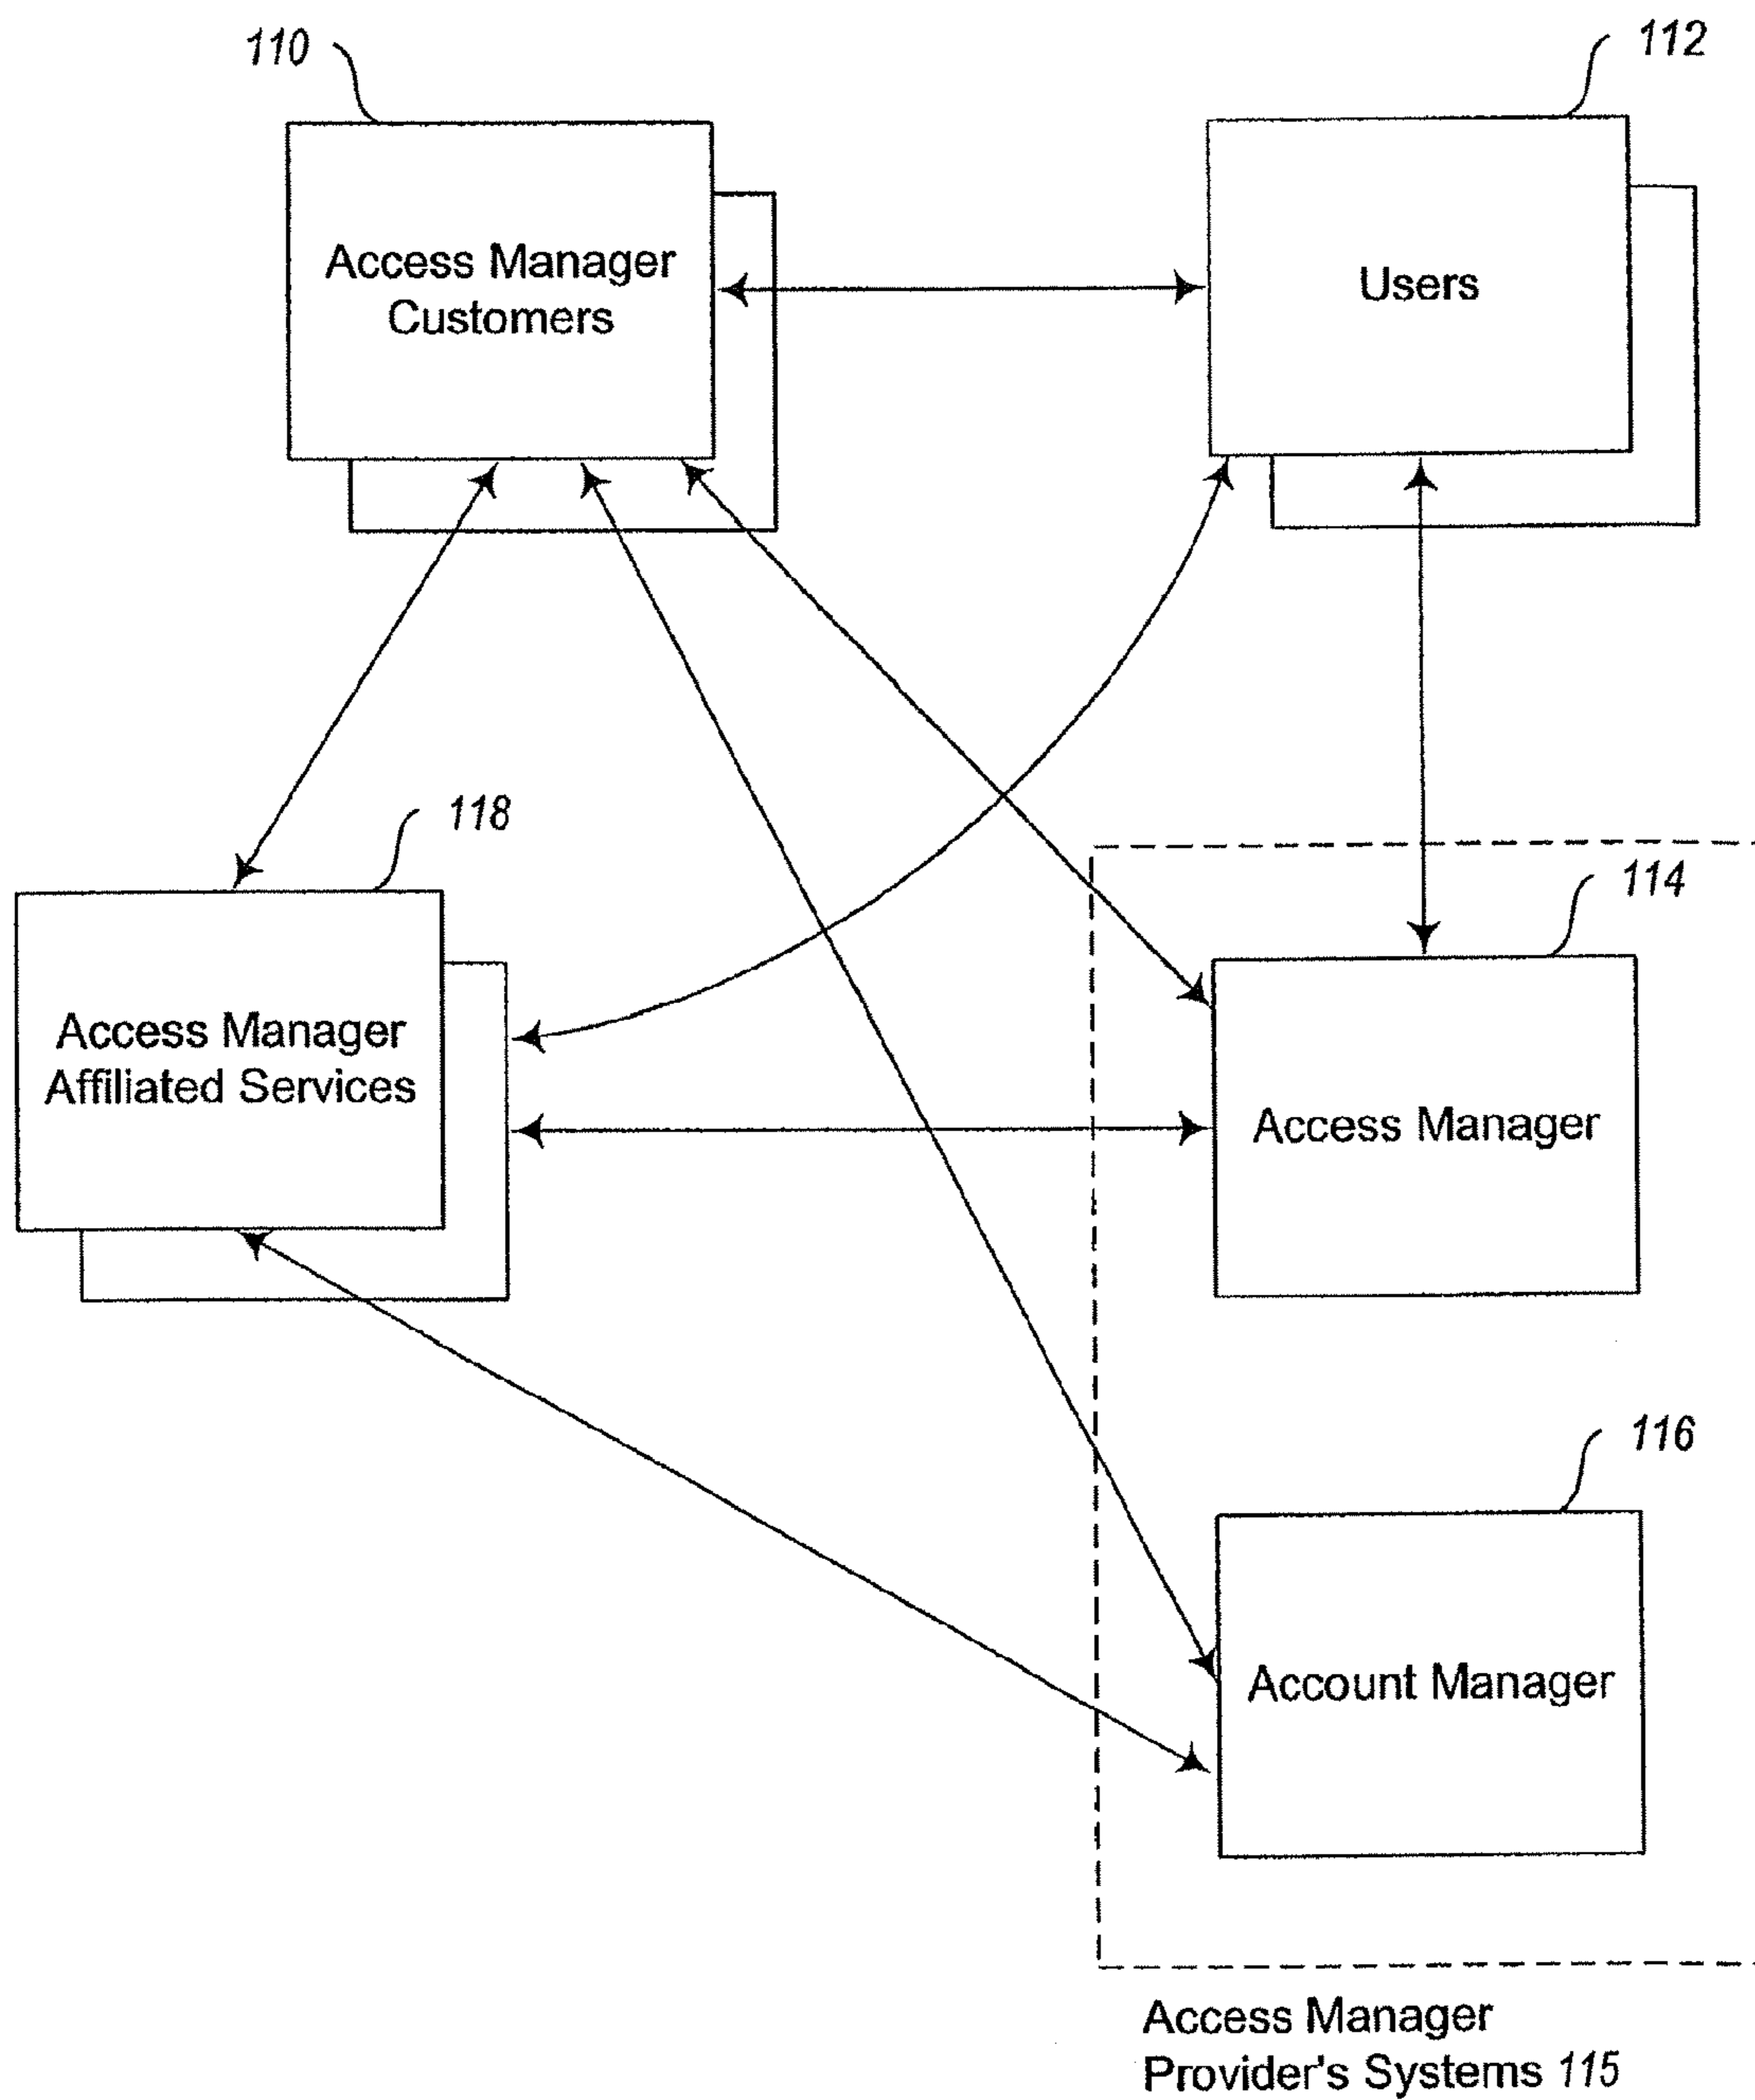 110
112
Access Manager
Customers
Users
118
114
Access Manager
Affiliated Services
Access Manager
116
Account Manager
Access Manager
Provider's Systems 115